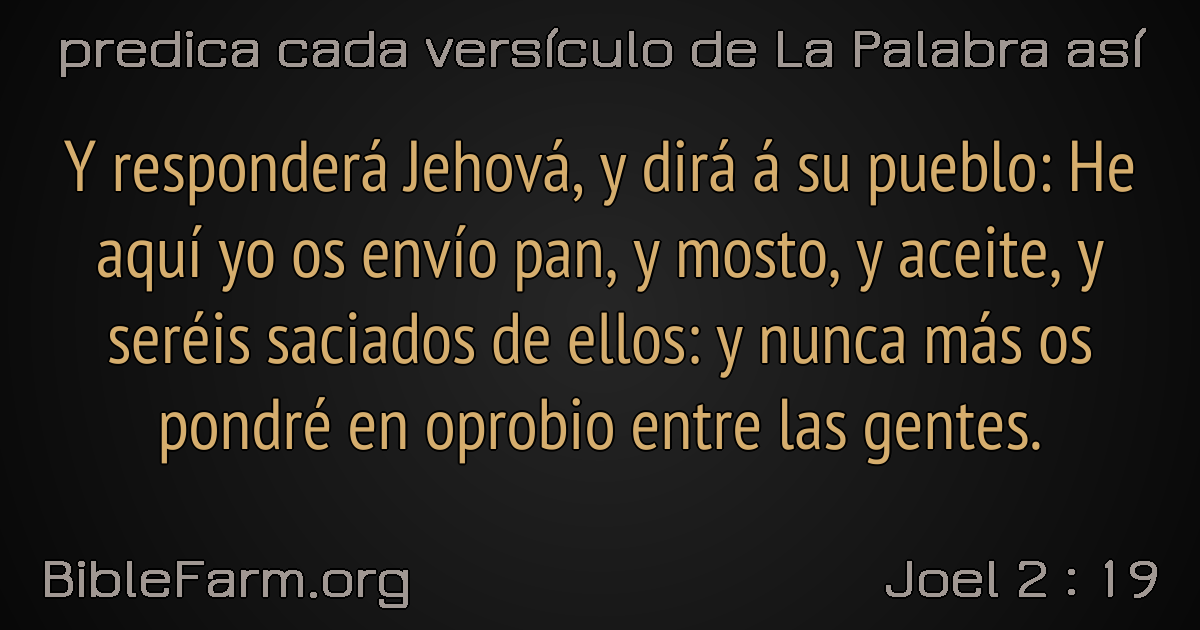 predica cada versículo de La Palabra así
Y responderá Jehová, y dirá á su pueblo: He
aquí yo os envío pan, y mosto, y aceite, y
seréis saciados de ellos: y nunca más os
pondré en oprobio entre las gentes.
BibleFarm.org
Joel 2 : 19